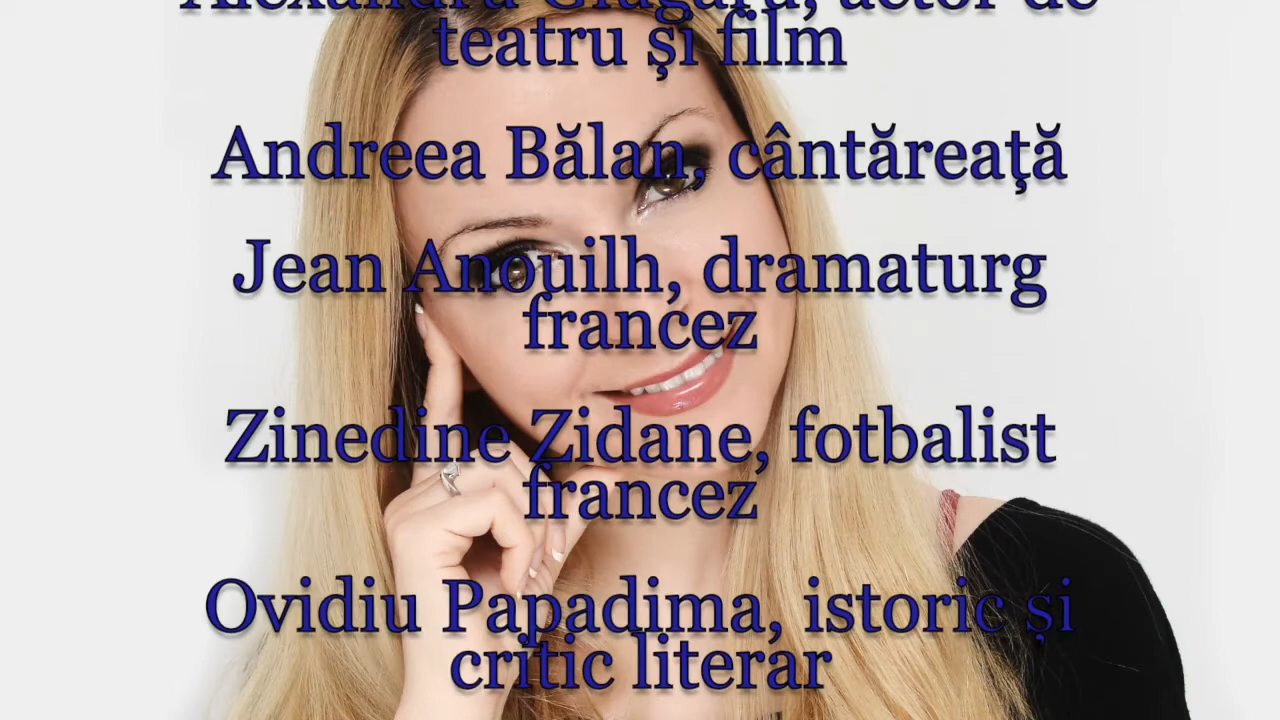 teatru și film
Andreea Bălan, cântăreață
Jean Anouilh, dramaturg
francez
Zinedine Zidane, fotbalist
francez
Ovidiu Papadima, istoric și
critic literar